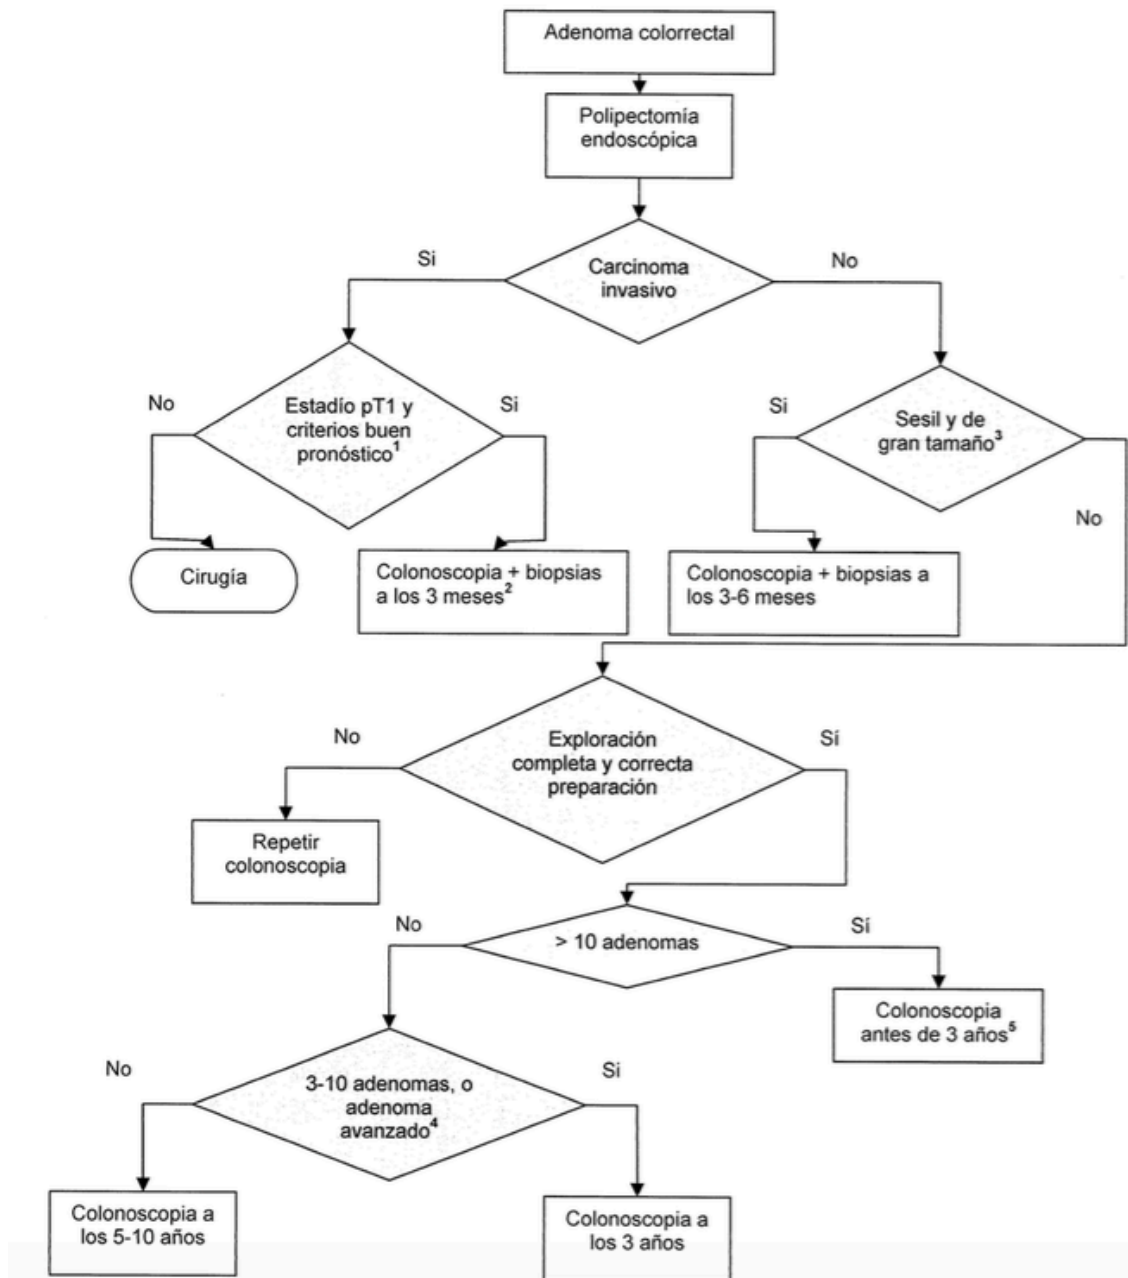 Adenoma colorrectal
Polipectomía
endoscópica
Si
No
Carcinoma
invasivo
No
Si
Estadío pT1 y
criterios buen
pronóstico1
Si
No
Sesil y de
gran tamaño3
Cirugía
Colonoscopia + biopsias
a los 3 meses2
Colonoscopia + biopsias a
los 3-6 meses
No
Sí
Exploración
completa y correcta
preparación
Repetir
colonoscopia
No
Sí
> 10 adenomas
Colonoscopia
antes de 3 años5
No
Si
3-10 adenomas, o
adenoma
avanzado4
Colonoscopia a
los 5-10 años
Colonoscopia a
los 3 años